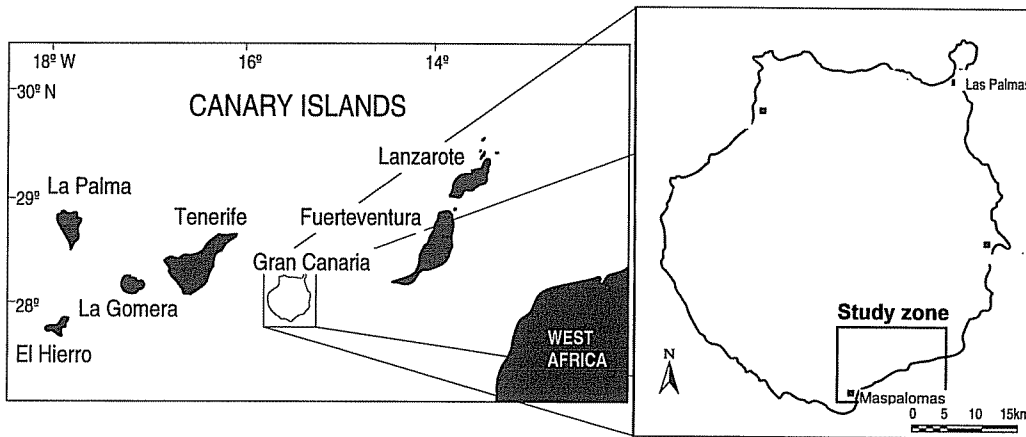 18º W
16º
14º
30º N
CANARY ISLANDS
Lanzarote
29º
La Palma
Tenerife
Fuerteventura
Gran Canaria
28º
La Gomera
El Hierro
WEST
AFRICA
Las Palmas
Study zone
N
Maspalomas
0 5 10 15km